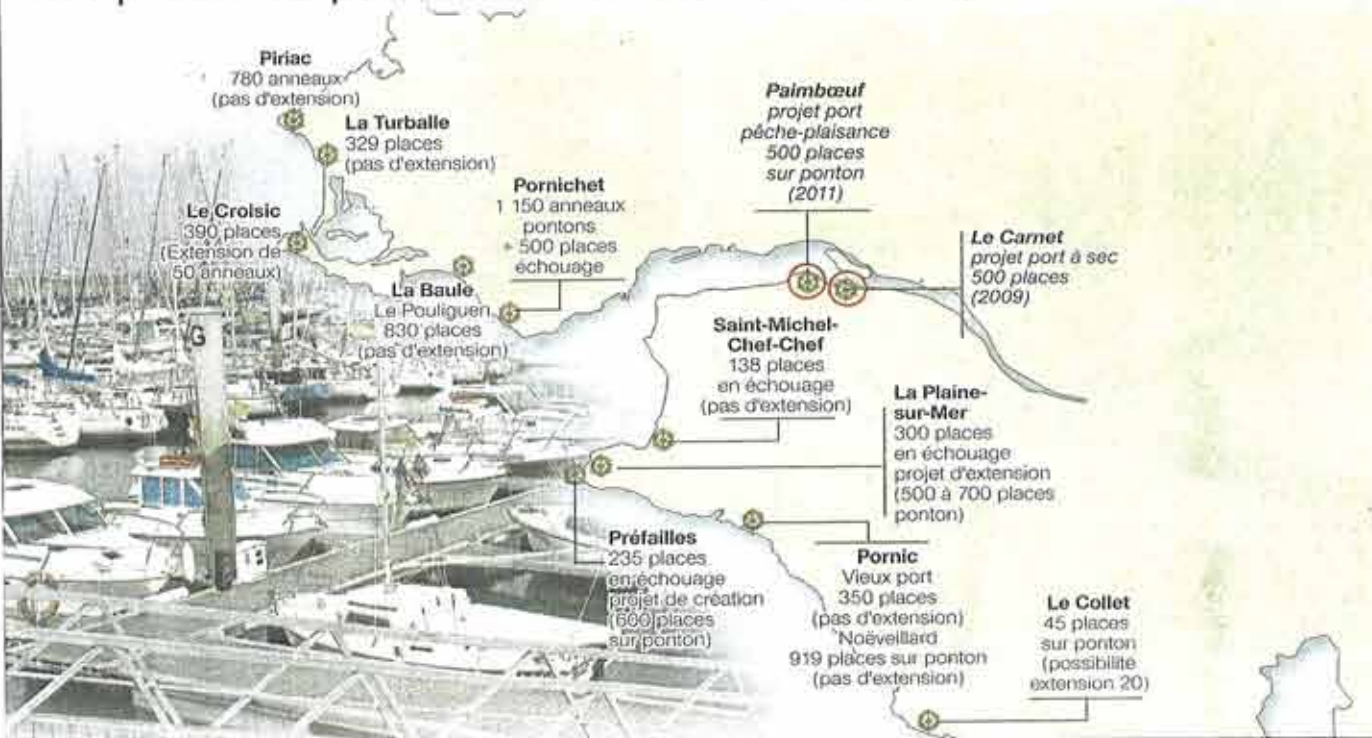 Piriac
780 anneaux
(pas d'extension)
La Turballe
329 places
(pas d'extension)
Le Croisic
390 places
(Extension de
50 anneaux)
La Baule
Le Pouliguen
830 places
(pas d'extension)
Pornichet
1 150 anneaux
pontons
+ 500 places
échouage
Paimbœuf
projet port
pêche-plaisance
500 places
sur ponton
(2011)
Le Carnet
projet port à sec
500 places
(2009)
Saint-Michel-
Chef-Chef
138 places
en échouage
(pas d'extension)
La Plaine-
sur-Mer
300 places
en échouage
projet d'extension
(500 à 700 places
ponton)
Préfailles
235 places
en échouage
projet de création
(600 places
sur ponton)
Pornic
Vieux port
350 places
(pas d'extension)
Noëveillard
919 places sur ponton
(pas d'extension)
Le Collet
45 places
sur ponton
(possibilité
extension 20)
G